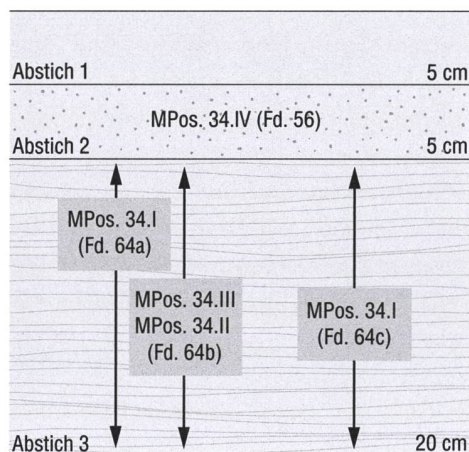 Abstich 1 5 cm
MPos. 34.IV (Fd. 56)
Abstich 2 5 cm
MPos. 34.I
(Fd. 64a)
MPos. 34.III
MPos. 34.II
(Fd. 64b)
MPos. 34.I
(Fd. 64c)
Abstich 3 20 cm